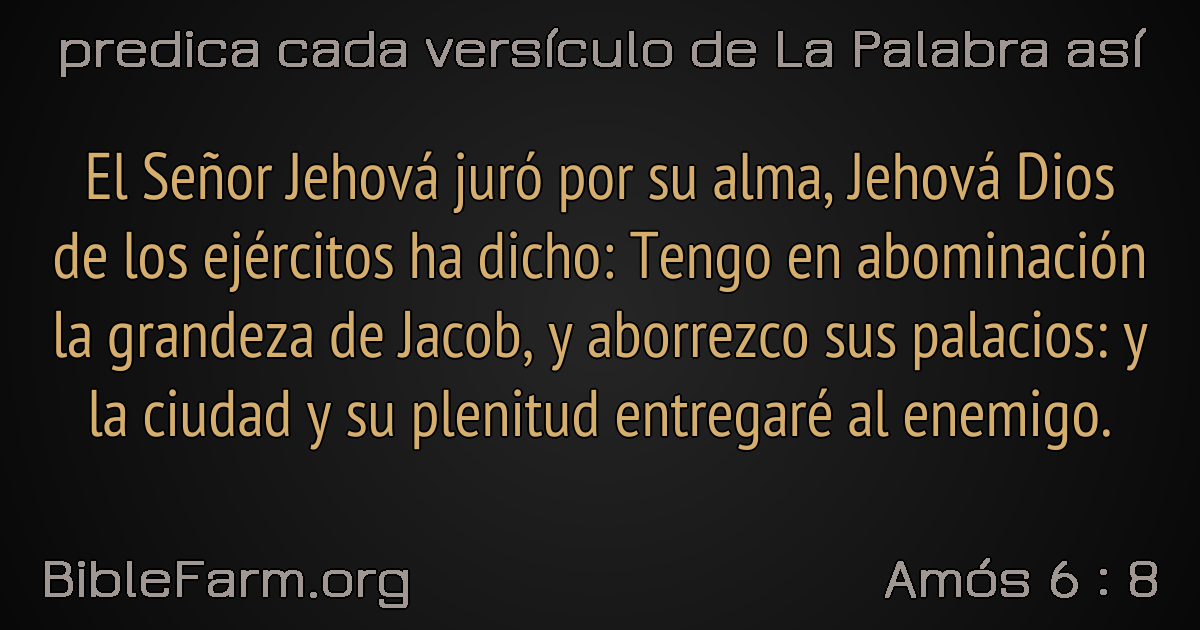 predica cada versículo de La Palabra así
El Señor Jehová juró por su alma, Jehová Dios
de los ejércitos ha dicho: Tengo en abominación
la grandeza de Jacob, y aborrezco sus palacios: y
la ciudad y su plenitud entregaré al enemigo.
BibleFarm.org
Amós 6 : 8